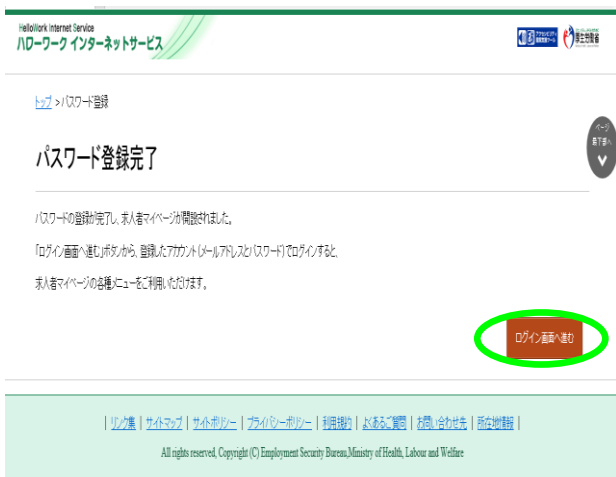 HelloWork Internet Service
ハローワーク インターネットサービス
厚生労働省
トップ > パスワード登録
ページ
最下部へ
パスワード登録完了
パスワードの登録が完了し、求人者マイページが開設されました。
「ログイン画面へ進む」ボタンから、登録したアカウント(メールアドレスとパスワード)でログインすると、
求人者マイページの各種メニューをご利用いただけます。
ログイン画面へ進む
| リンク集 | サイトマップ | サイトポリシー | プライバシーポリシー | 利用規約 | よくあるご質問 | お問い合わせ先 | 所在地情報 |
All rights reserved, Copyright (C) Employment Security Bureau,Ministry of Health, Labour and Welfare